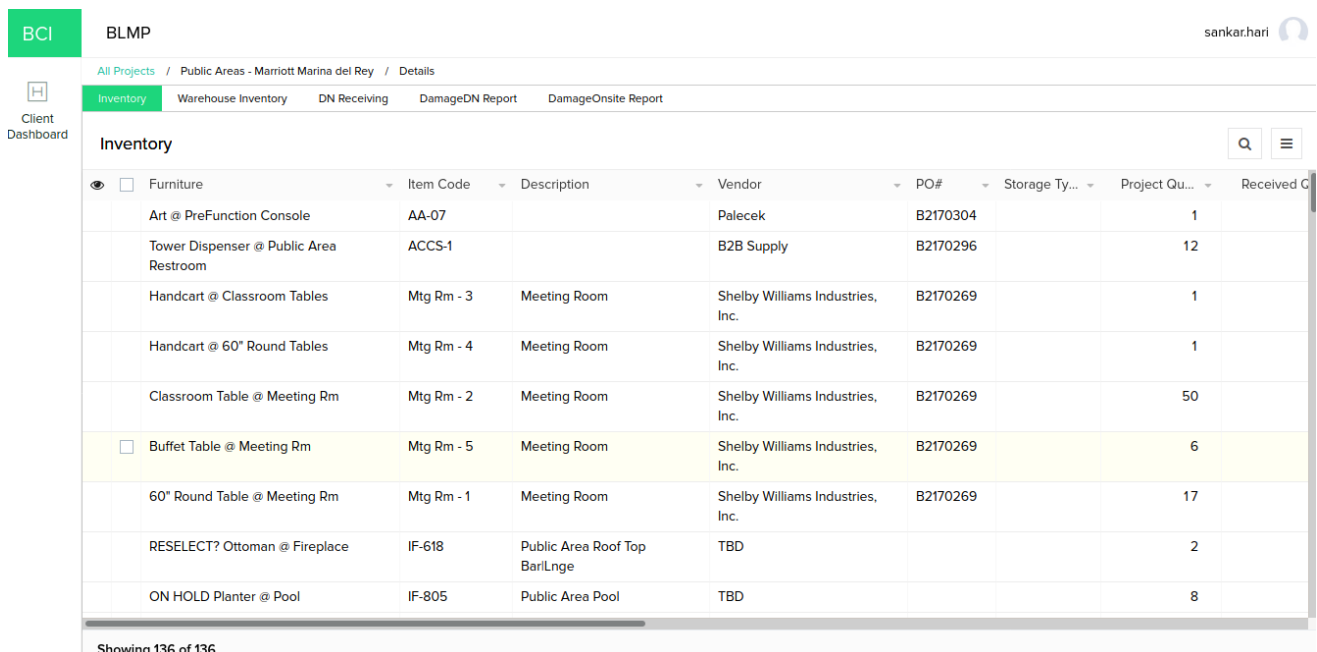 BCI
BLMP
sankar.hari
Client
Dashboard
All Projects / Public Areas - Marriott Marina del Rey / Details
Inventory Warehouse Inventory DN Receiving DamageDN Report DamageOnsite Report
Inventory
Furniture Item Code Description Vendor PO# Storage Ty... Project Qu... Received Q
Art @ PreFunction Console AA-07 Palecek B2170304 1
Tower Dispenser @ Public Area ACCS-1 B2B Supply B2170296 12
Restroom
Handcart @ Classroom Tables Mtg Rm - 3 Meeting Room Shelby Williams Industries, B2170269 1
Inc.
Handcart @ 60" Round Tables Mtg Rm - 4 Meeting Room Shelby Williams Industries, B2170269 1
Inc.
Classroom Table @ Meeting Rm Mtg Rm - 2 Meeting Room Shelby Williams Industries, B2170269 50
Inc.
Buffet Table @ Meeting Rm Mtg Rm - 5 Meeting Room Shelby Williams Industries, B2170269 6
Inc.
60" Round Table @ Meeting Rm Mtg Rm - 1 Meeting Room Shelby Williams Industries, B2170269 17
Inc.
RESELECT? Ottoman @ Fireplace IF-618 Public Area Roof Top TBD 2
Bar|Lnge
ON HOLD Planter @ Pool IF-805 Public Area Pool TBD 8
Showing 136 of 136